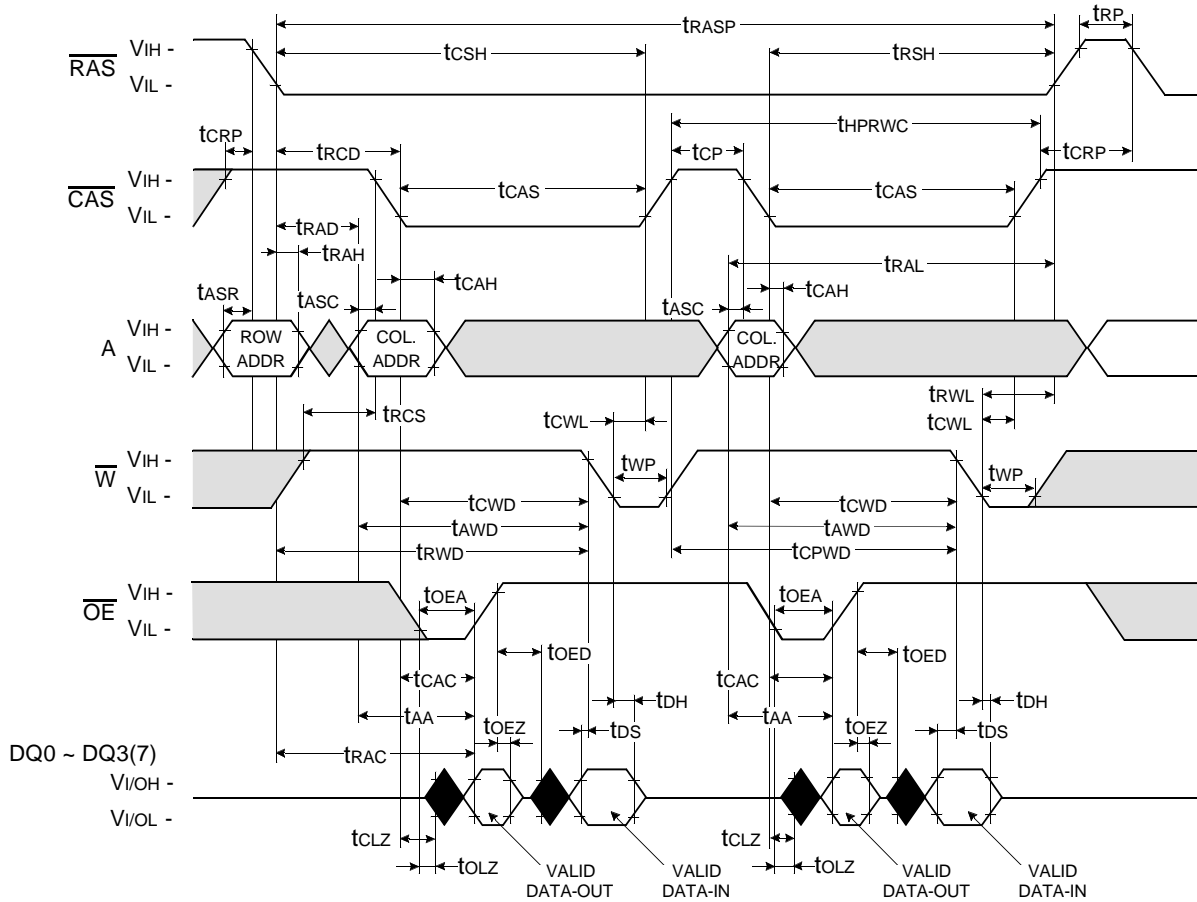 tRASP
tRP
tCSH
tRSH
RAS
VIH -
VIL -
tHPRWC
tCRP
tRCD
tCP
tCRP
CAS
VIH -
VIL -
tCAS
tCAS
tRAD
tRAH
tRAL
tCAH
tCAH
tASR
tASC
tASC
A
VIH -
VIL -
ROW
ADDR
COL.
ADDR
COL.
ADDR
tRWL
tRCS
tCWL
tCWL
W
VIH -
VIL -
tWP
tWP
tCWD
tCWD
tAWD
tAWD
tRWD
tCPWD
OE
VIH -
VIL -
tOEA
tOEA
tOED
tOED
tCAC
tCAC
tDH
tDH
tAA
tAA
tOEZ
tOEZ
tDS
tDS
tRAC
DQ0 ~ DQ3(7)
VI/OH -
VI/OL -
tCLZ
tCLZ
tOLZ
tOLZ
VALID
DATA-OUT
VALID
DATA-IN
VALID
DATA-OUT
VALID
DATA-IN